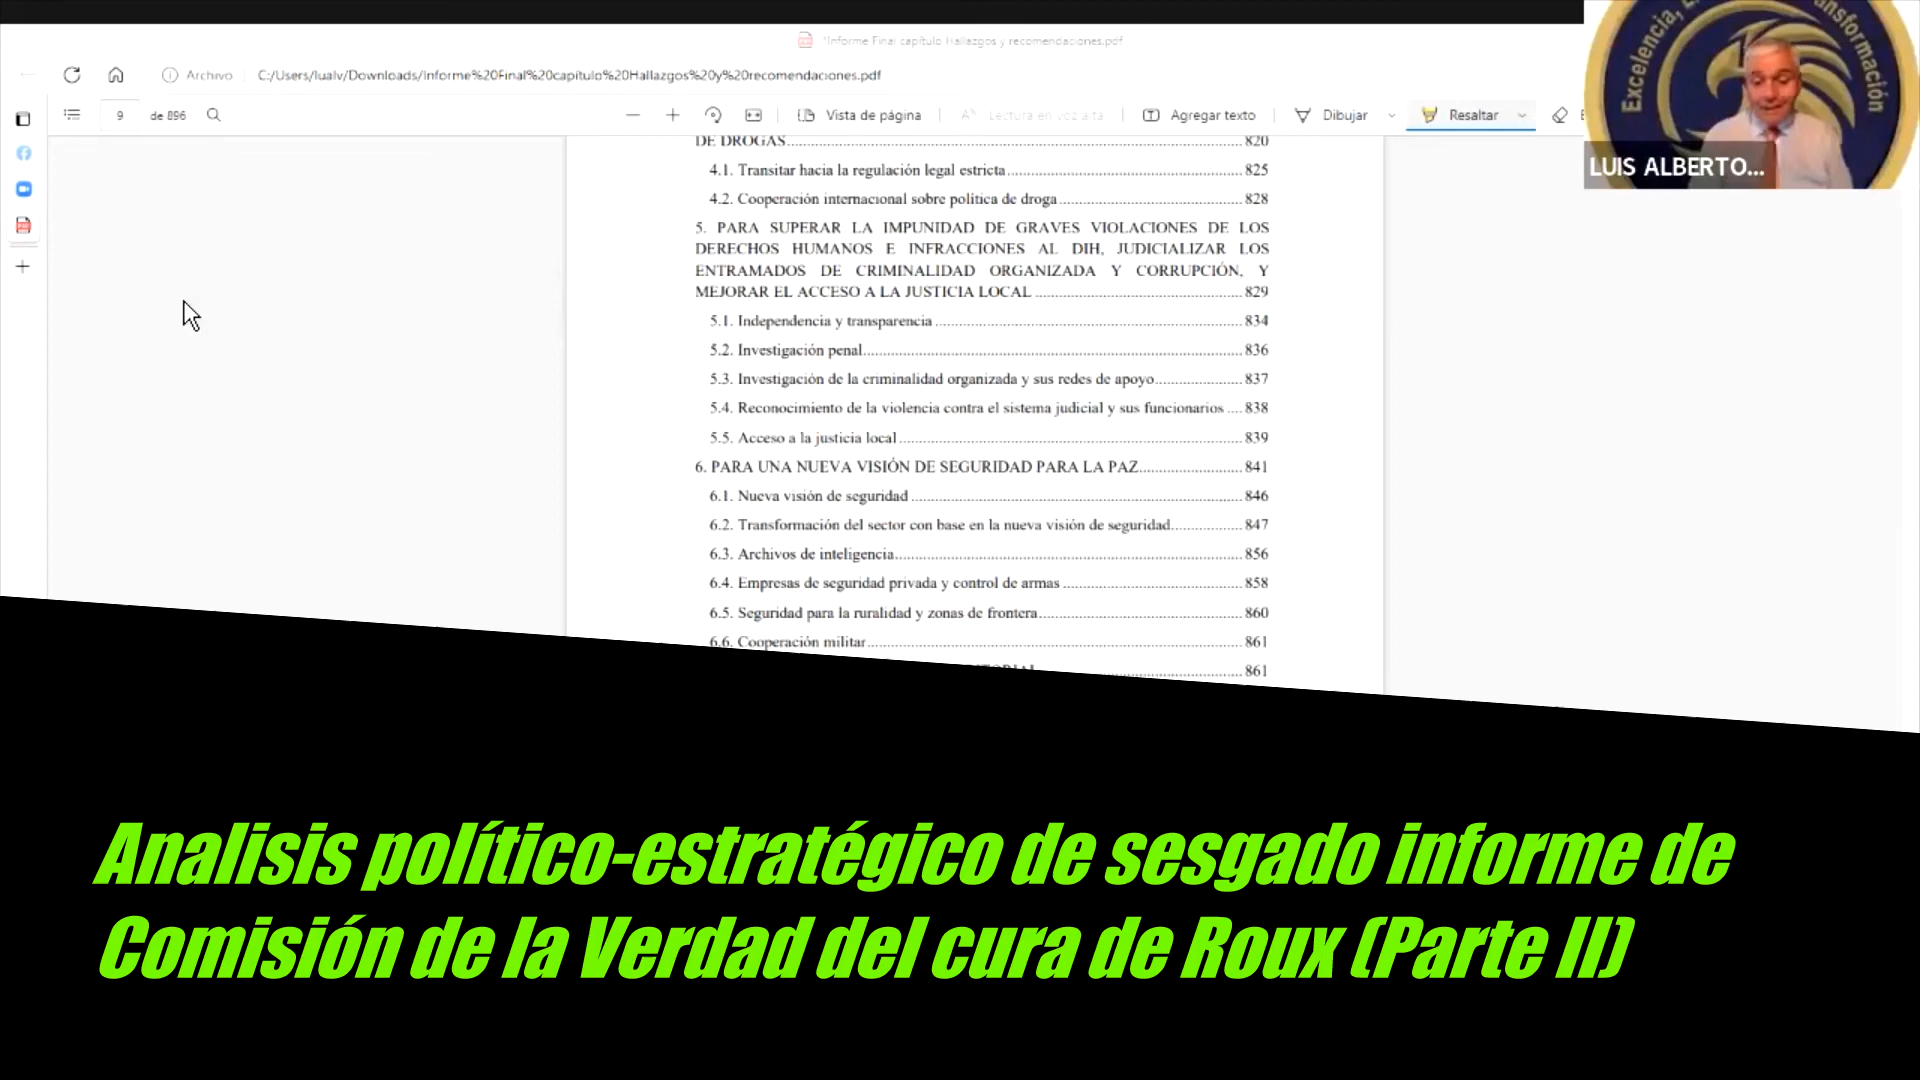 *Informe Final capítulo Hallazgos y recomendaciones.pdf
Archivo
C:/Users/lualv/Downloads/Informe%20Final%20capitulo%20Hallazgos%20y%20recomendaciones.pdf
9 de 896
Vista de página
Lectura en voz alta
Agregar texto
Dibujar
Resaltar
Excelencia,
LUIS ALBERTO...
DE DROGAS 820
4.1. Transitar hacia la regulación legal estricta 825
4.2. Cooperación internacional sobre política de droga 828
5. PARA SUPERAR LA IMPUNIDAD DE GRAVES VIOLACIONES DE LOS
DERECHOS HUMANOS E INFRACCIONES AL DIH, JUDICIALIZAR LOS
ENTRAMADOS DE CRIMINALIDAD ORGANIZADA Y CORRUPCIÓN, Y
MEJORAR EL ACCESO A LA JUSTICIA LOCAL 829
5.1. Independencia y transparencia 834
5.2. Investigación penal 836
5.3. Investigación de la criminalidad organizada y sus redes de apoyo 837
5.4. Reconocimiento de la violencia contra el sistema judicial y sus funcionarios 838
5.5. Acceso a la justicia local 839
6. PARA UNA NUEVA VISIÓN DE SEGURIDAD PARA LA PAZ 841
6.1. Nueva visión de seguridad 846
6.2. Transformación del sector con base en la nueva visión de seguridad 847
6.3. Archivos de inteligencia 856
6.4. Empresas de seguridad privada y control de armas 858
6.5. Seguridad para la ruralidad y zonas de frontera 860
6.6. Cooperación militar 861
861
Analisis político-estratégico de sesgado informe de
Comisión de la Verdad del cura de Roux (Parte II)